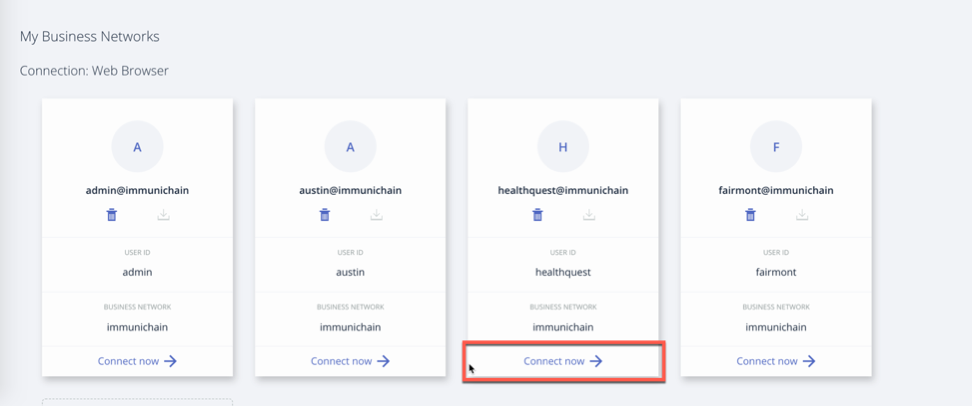 My Business Networks
Connection: Web Browser
A
admin@immunichain
USER ID
admin
BUSINESS NETWORK
immunichain
Connect now
A
austin@immunichain
USER ID
austin
BUSINESS NETWORK
immunichain
Connect now
H
healthquest@immunichain
USER ID
healthquest
BUSINESS NETWORK
immunichain
Connect now
F
fairmont@immunichain
USER ID
fairmont
BUSINESS NETWORK
immunichain
Connect now